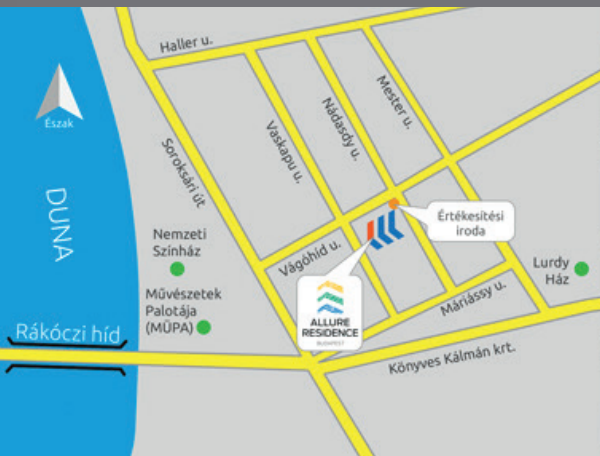 Haller u.
Mester u.
Nádasdy u.
Vaskapu u.
Soroksári út
Észak
DUNA
Nemzeti
Színház
Művészetek
Palotája
(MŰPA)
Rákóczi híd
Vágóhíd u.
Értékesítési
iroda
Lurdy
Ház
ALLURE
RESIDENCE
BUDAPEST
Máriássy u.
Könyves Kálmán krt.